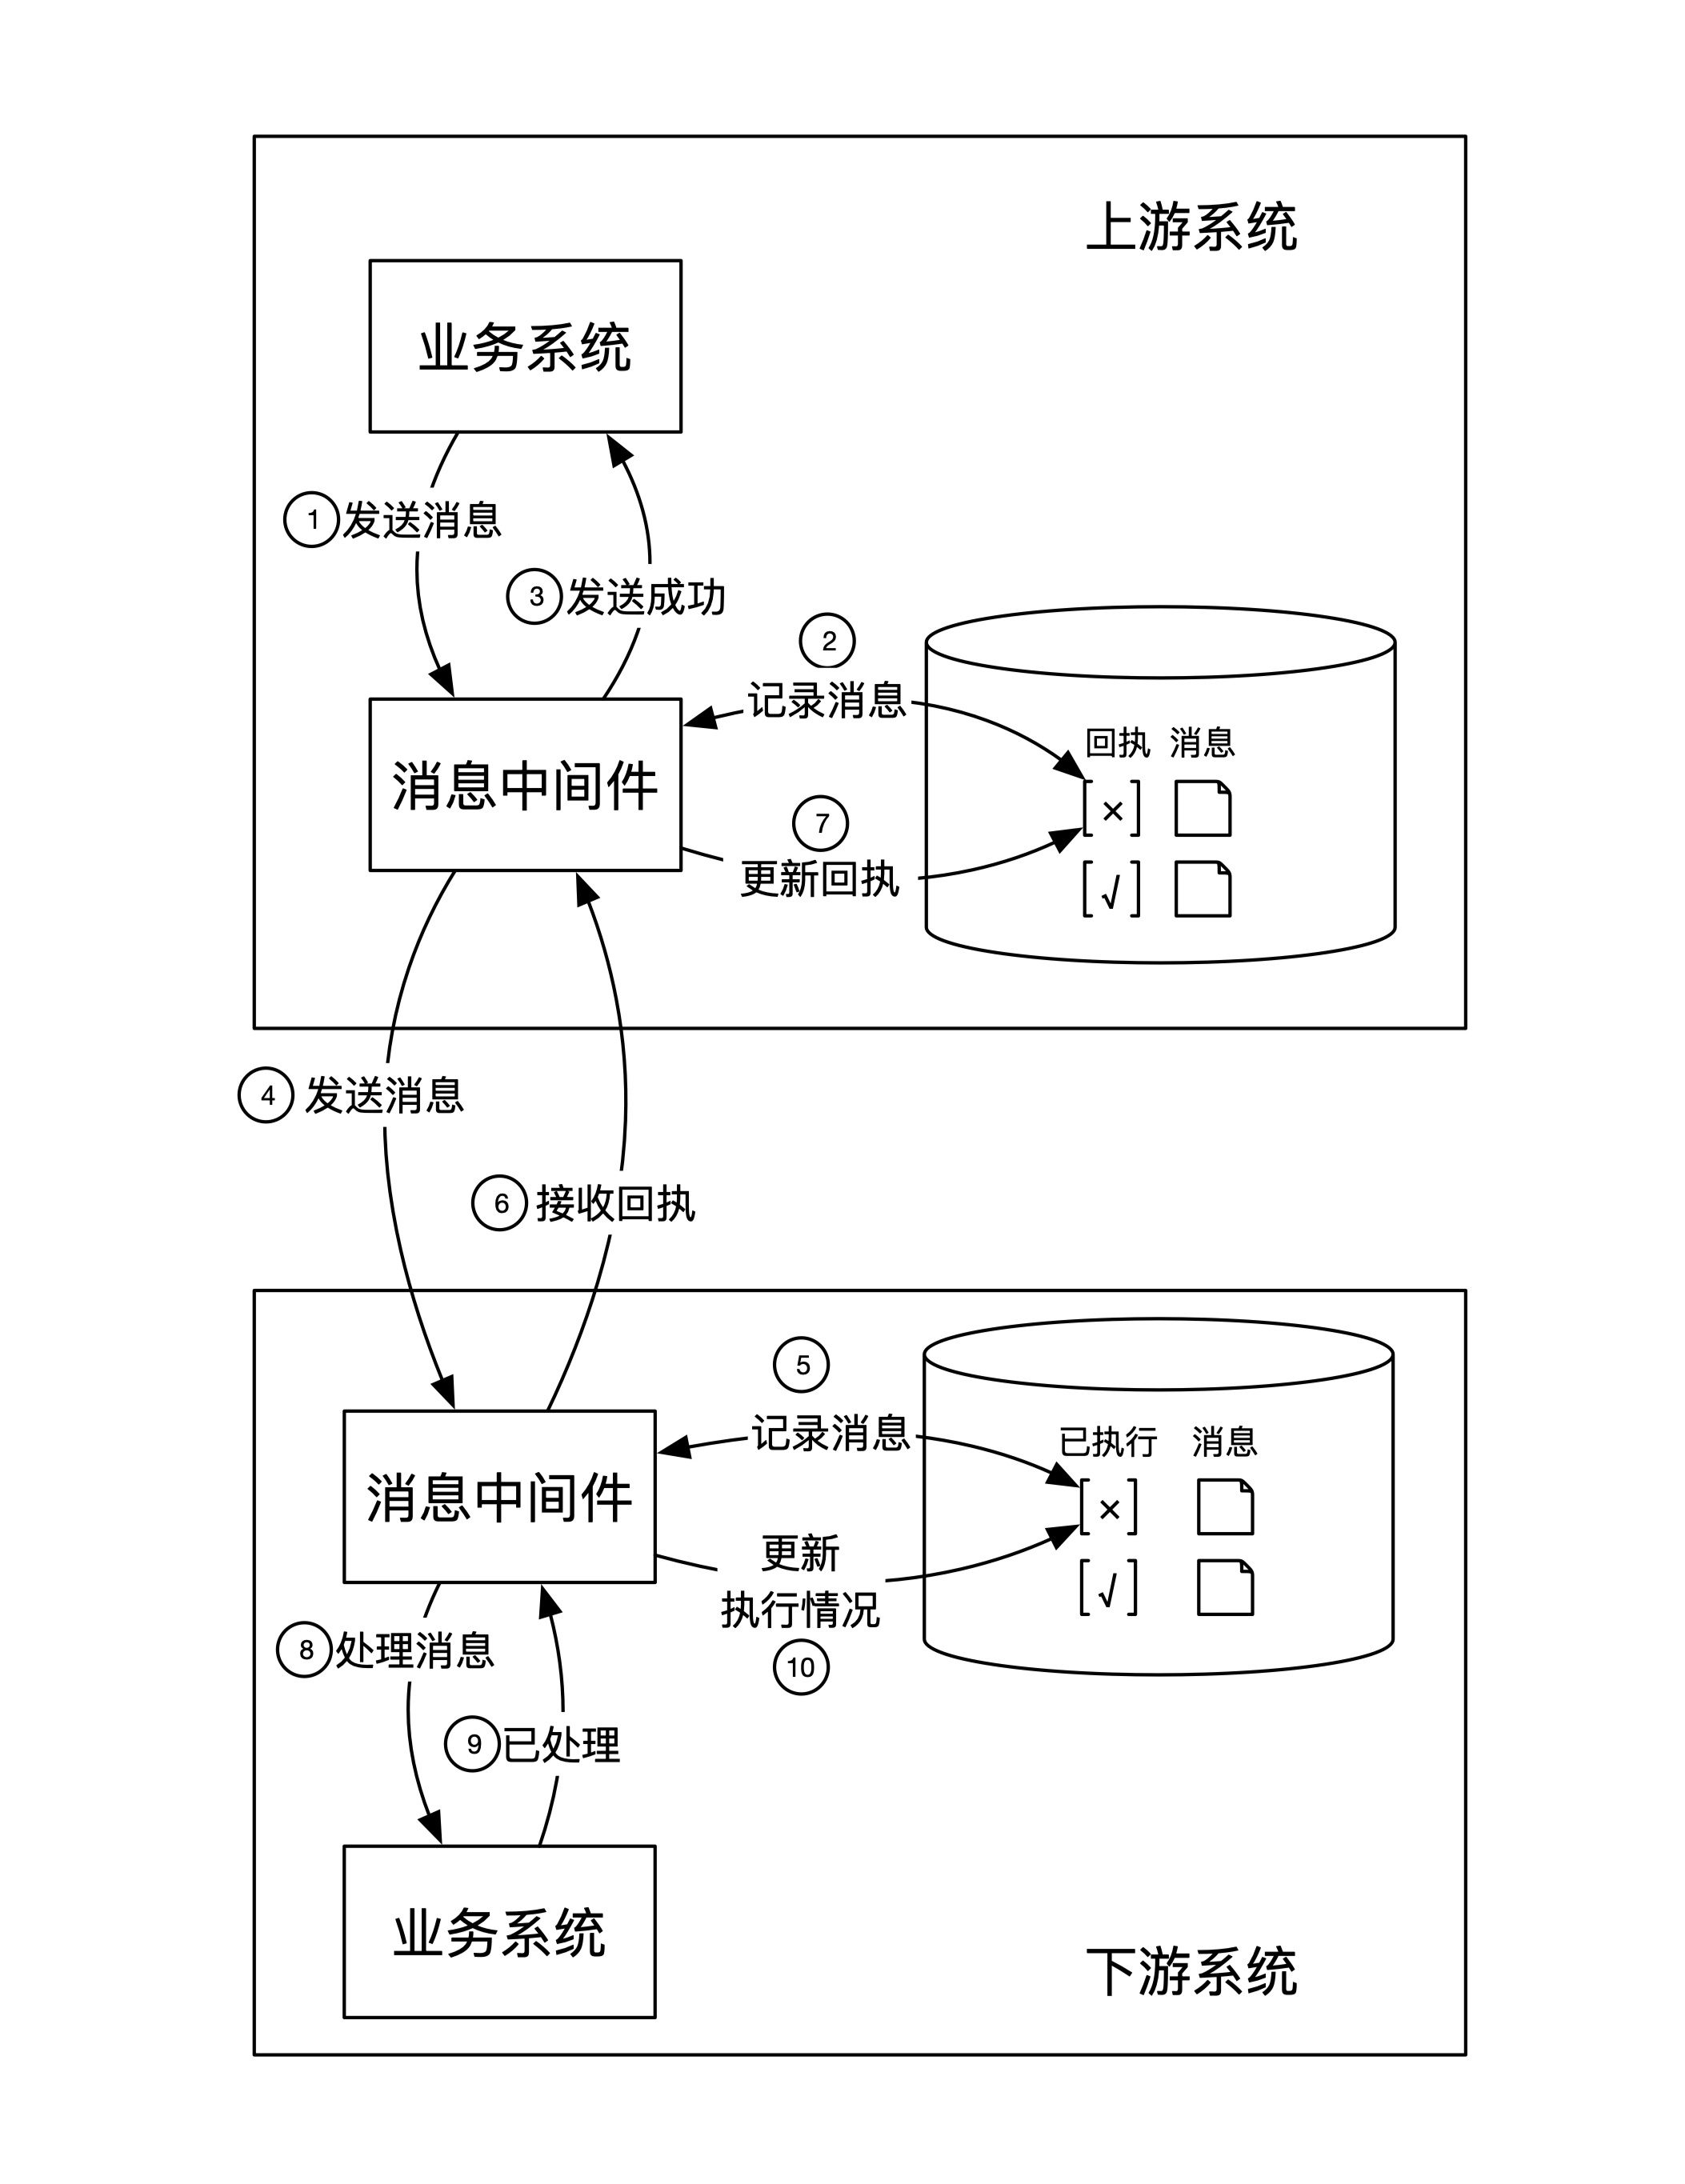 上游系统
业务系统
1 发送消息
3 发送成功
2
记录消息
消息中间件
回执 消息
[×]
7
更新回执
[√]
4 发送消息
6 接收回执
5
记录消息
已执行 消息
消息中间件
[×]
更新
执行情况
[√]
10
8 处理消息
9 已处理
业务系统
下游系统